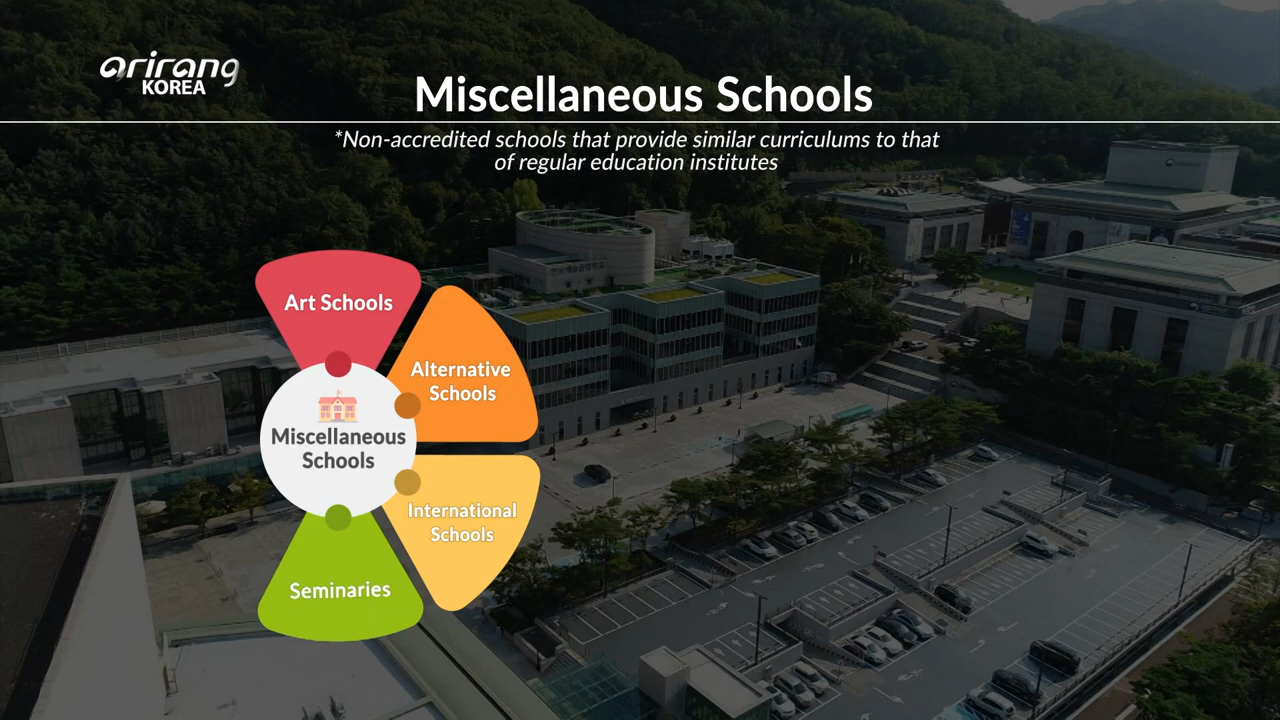 arirang
KOREA
Miscellaneous Schools
*Non-accredited schools that provide similar curriculums to that
of regular education institutes
Art Schools
Alternative
Schools
Miscellaneous
Schools
International
Schools
Seminaries